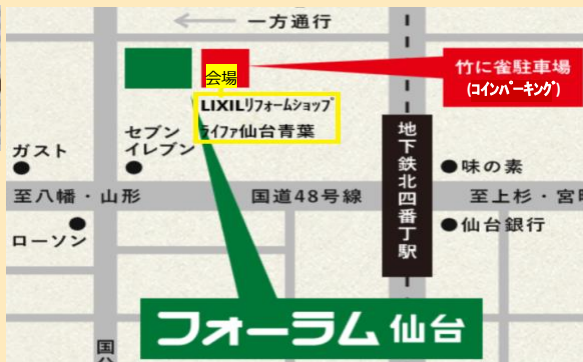 一方通行
竹に雀駐車場
(コインパーキング)
会場
LIXILリフォームショップ
ライファ仙台青葉
セブン
イレブン
ガスト
地下鉄北四番丁駅
味の素
至八幡・山形
国道48号線
至上杉・宮
ローソン
仙台銀行
フォーラム仙台
国